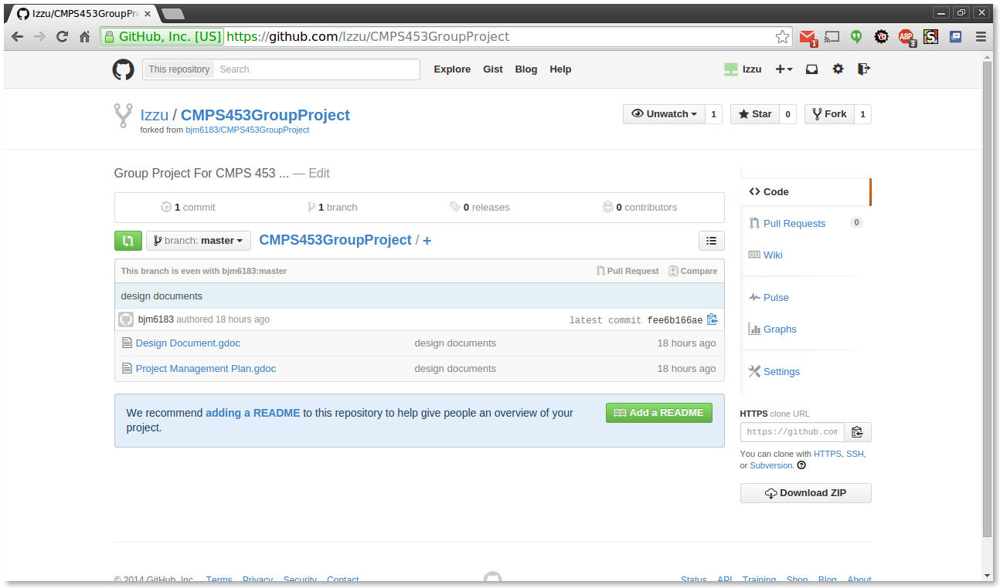 Izzu/CMPS453GroupPr
GitHub, Inc. [US] https://github.com/Izzu/CMPS453GroupProject
1 ABP 3 S
This repository Search Explore Gist Blog Help Izzu
Izzu / CMPS453GroupProject
Unwatch 1 Star 0 Fork 1
forked from bjm6183/CMPS453GroupProject
Group Project For CMPS 453 ... — Edit
1 commit 1 branch 0 releases 0 contributors
branch: master CMPS453GroupProject / +
This branch is even with bjm6183:master Pull Request Compare
design documents
bjm6183 authored 18 hours ago latest commit fee6b166ae
Design Document.gdoc design documents 18 hours ago
Project Management Plan.gdoc design documents 18 hours ago
We recommend adding a README to this repository to help give people an overview of your
project.
Add a README
Code
Pull Requests 0
Wiki
Pulse
Graphs
Settings
HTTPS clone URL
https://github.com
You can clone with HTTPS, SSH,
or Subversion.
Download ZIP
© 2014 GitHub, Inc. Terms Privacy Security Contact Status API Training Shop Blog About